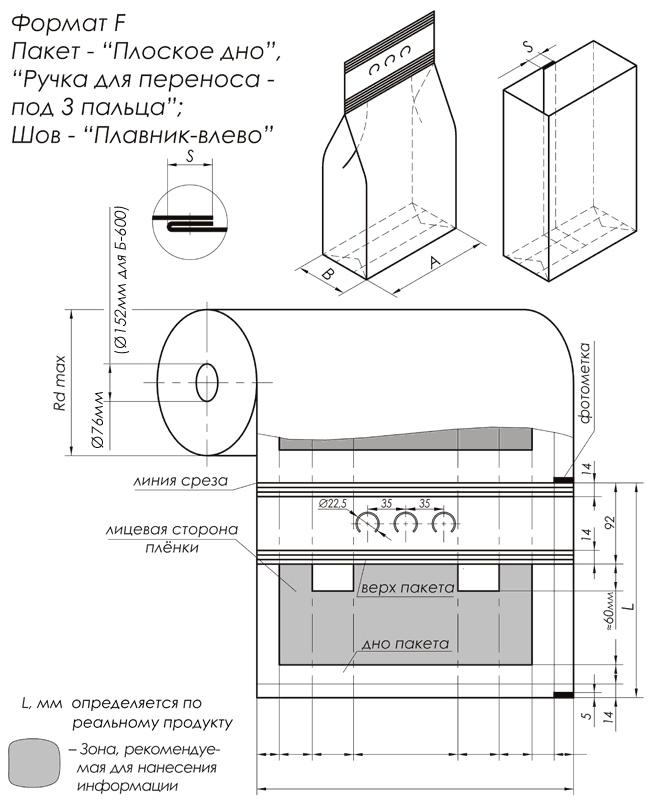 Формат F
Пакет - “Плоское дно”,
“Ручка для переноса -
под 3 пальца”;
Шов - “Плавник-влево”
S
S
B
A
(Ø152мм для Б-600)
Rd max
Ø76мм
фотометка
линия среза
14
Ø22,5
35
35
92
лицевая сторона
плёнки
14
верх пакета
≈60мм
L
дно пакета
L, мм определяется по
реальному продукту
5
14
– Зона, рекомендуе-
мая для нанесения
информации